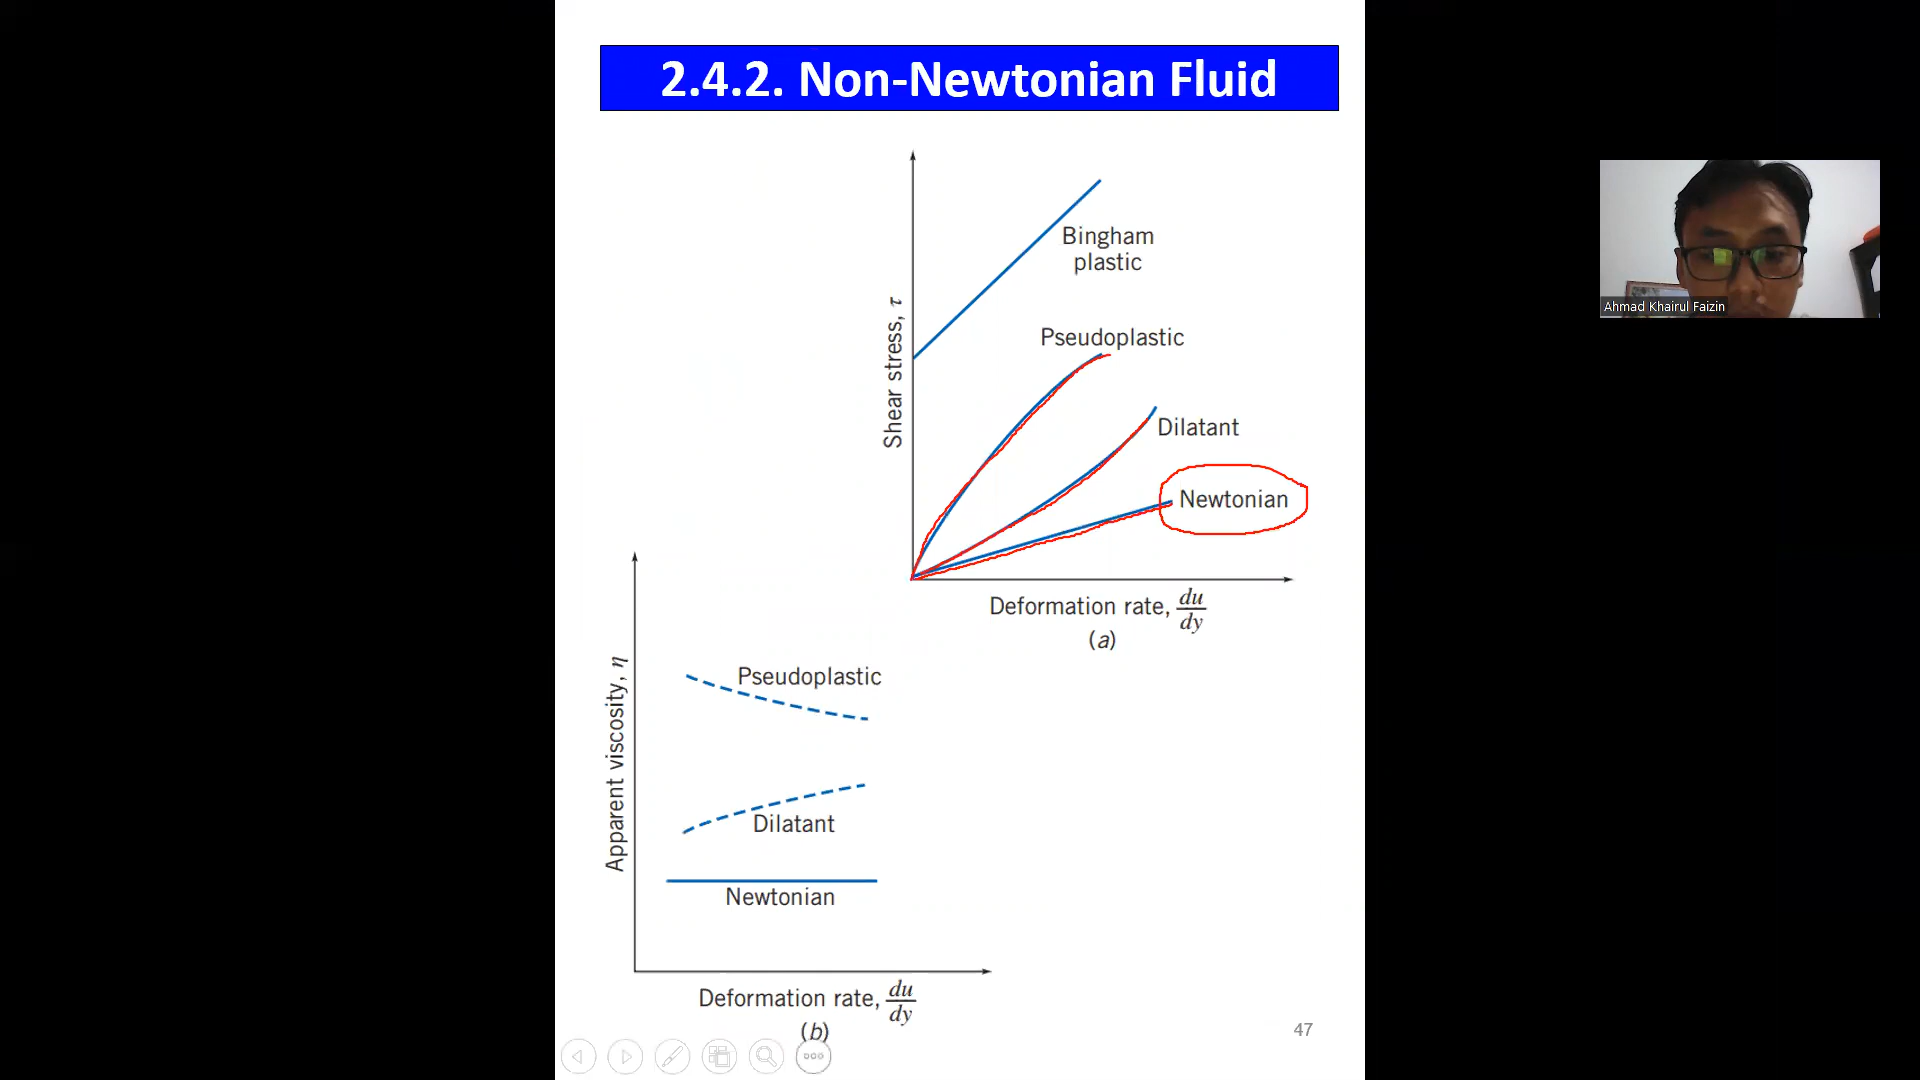 2.4.2. Non-Newtonian Fluid
Bingham
plastic
Shear stress, τ
Pseudoplastic
Dilatant
Newtonian
Deformation rate, du/dy
(a)
Apparent viscosity, η
Pseudoplastic
Dilatant
Newtonian
Deformation rate, du/dy
(b)
47
Ahmad Khairul Faizin